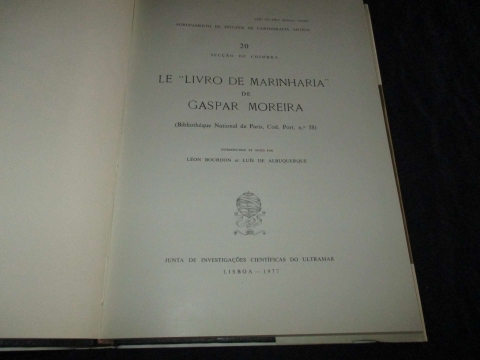 AGRUPAMENTO DE ESTUDOS DE CARTOGRAFIA ANTIGA
20
SECÇÃO DE COIMBRA
LE "LIVRO DE MARINHARIA"
DE
GASPAR MOREIRA
(Bibliothèque National de Paris, Cod. Port. n.º 58)
INTRODUCTION ET NOTES PAR
LÉON BOURDON et LUÍS DE ALBUQUERQUE
JUNTA DE INVESTIGAÇÕES CIENTÍFICAS DO ULTRAMAR
LISBOA - 1977